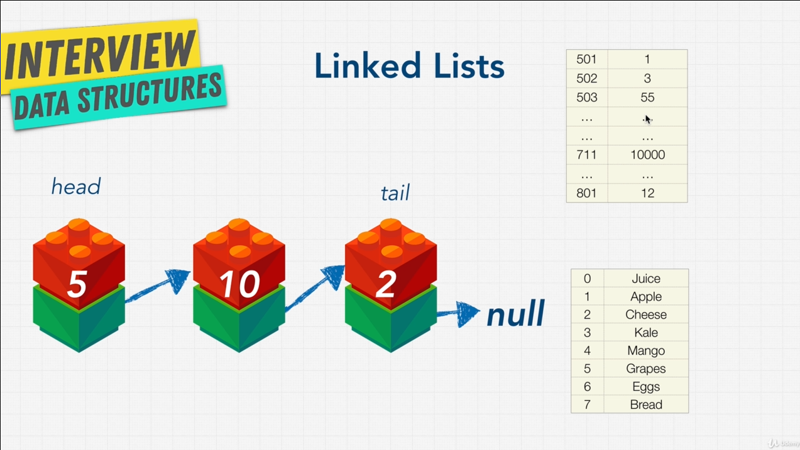 INTERVIEW
DATA STRUCTURES
Linked Lists
head
tail
5
10
2
null
501 1
502 3
503 55
... ...
... ...
711 10000
... ...
801 12
0 Juice
1 Apple
2 Cheese
3 Kale
4 Mango
5 Grapes
6 Eggs
7 Bread
Udemy